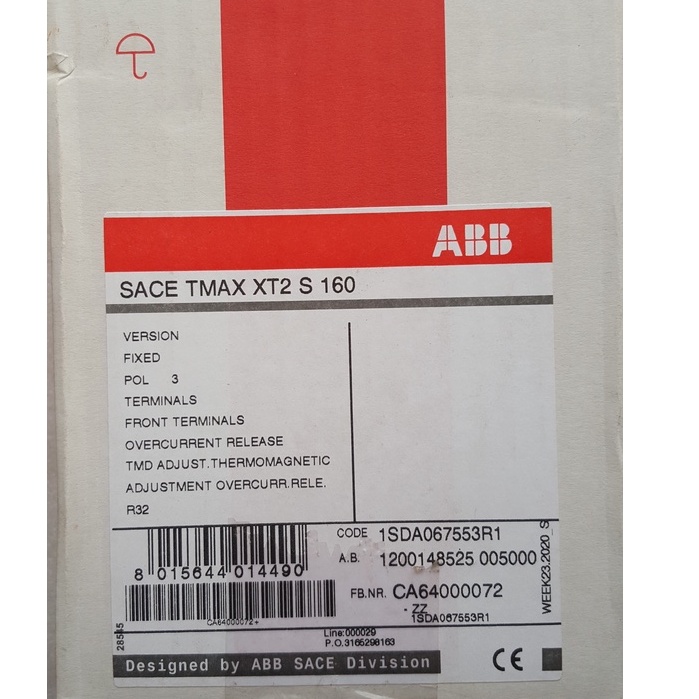 ABB
SACE TMAX XT2 S 160
VERSION
FIXED
POL 3
TERMINALS
FRONT TERMINALS
OVERCURRENT RELEASE
TMD ADJUST.THERMOMAGNETIC
ADJUSTMENT OVERCURR.RELE.
R32
CODE 1SDA067553R1
A.B. 1200148525 005000
8 015644 014490
FB.NR. CA64000072
- ZZ
1SDA067553R1
CA64000072+
WEEK23.2020_S
28545
Line:000029
P.O.3165298163
Designed by ABB SACE Division
CE